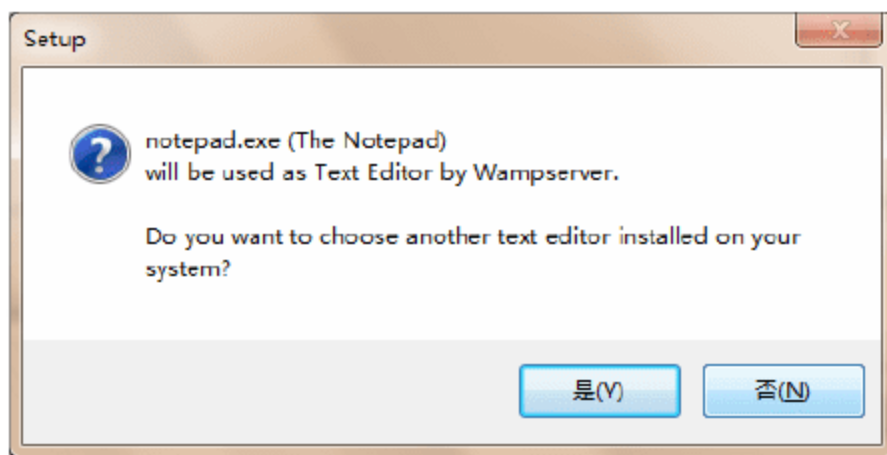 Setup
notepad.exe (The Notepad)
will be used as Text Editor by Wampserver.
Do you want to choose another text editor installed on your
system?
是(Y)
否(N)